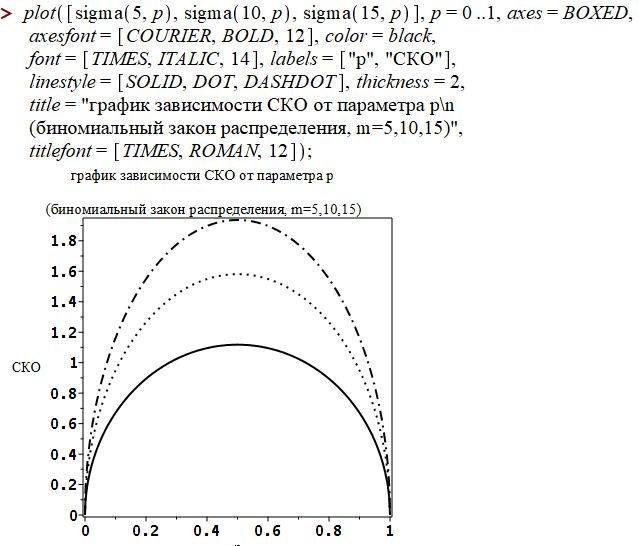 > plot([sigma(5, p), sigma(10, p), sigma(15, p)], p = 0 ..1, axes = BOXED,
axesfont = [COURIER, BOLD, 12], color = black,
font = [TIMES, ITALIC, 14], labels = ["p", "СКО"],
linestyle = [SOLID, DOT, DASHDOT], thickness = 2,
title = "график зависимости СКО от параметра p\n
(биномиальный закон распределения, m=5,10,15)",
titlefont = [TIMES, ROMAN, 12]);
график зависимости СКО от параметра p
(биномиальный закон распределения, m=5,10,15)
1.8
1.6
1.4
1.2
1
СКО
0.8
0.6
0.4
0.2
0
0 0.2 0.4 0.6 0.8 1